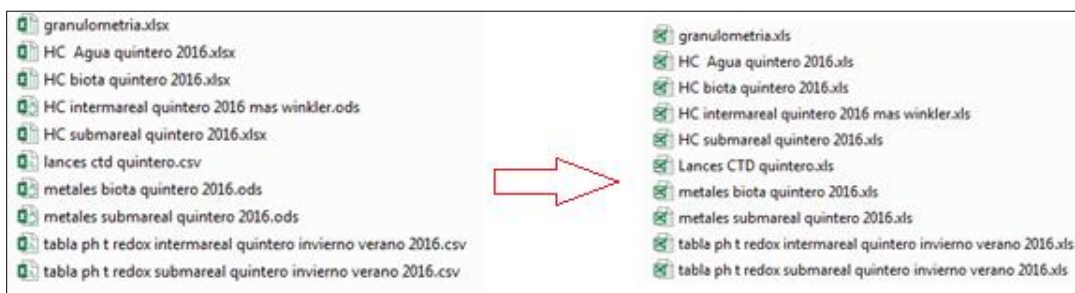 granulometria.xlsx
HC  Agua quintero 2016.xlsx
HC biota quintero 2016.xlsx
HC intermareal quintero 2016 mas winkler.ods
HC submareal quintero 2016.xlsx
lances ctd quintero.csv
metales biota quintero 2016.ods
metales submareal quintero 2016.ods
tabla ph t redox intermareal quintero invierno verano 2016.csv
tabla ph t redox submareal quintero invierno verano 2016.csv
granulometria.xls
HC  Agua quintero 2016.xls
HC biota quintero 2016.xls
HC intermareal quintero 2016 mas winkler.xls
HC submareal quintero 2016.xls
Lances CTD quintero.xls
metales biota quintero 2016.xls
metales submareal quintero 2016.xls
tabla ph t redox intermareal quintero invierno verano 2016.xls
tabla ph t redox submareal quintero invierno verano 2016.xls